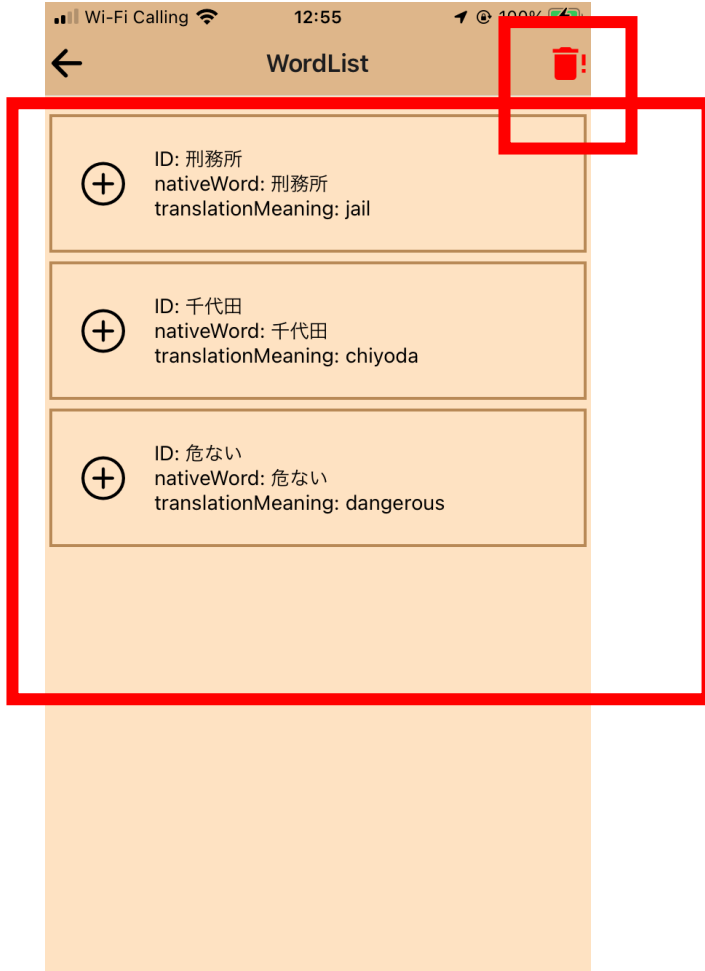 Wi-Fi Calling 12:55 100%
WordList
ID: 刑務所
nativeWord: 刑務所
translationMeaning: jail
ID: 千代田
nativeWord: 千代田
translationMeaning: chiyoda
ID: 危ない
nativeWord: 危ない
translationMeaning: dangerous